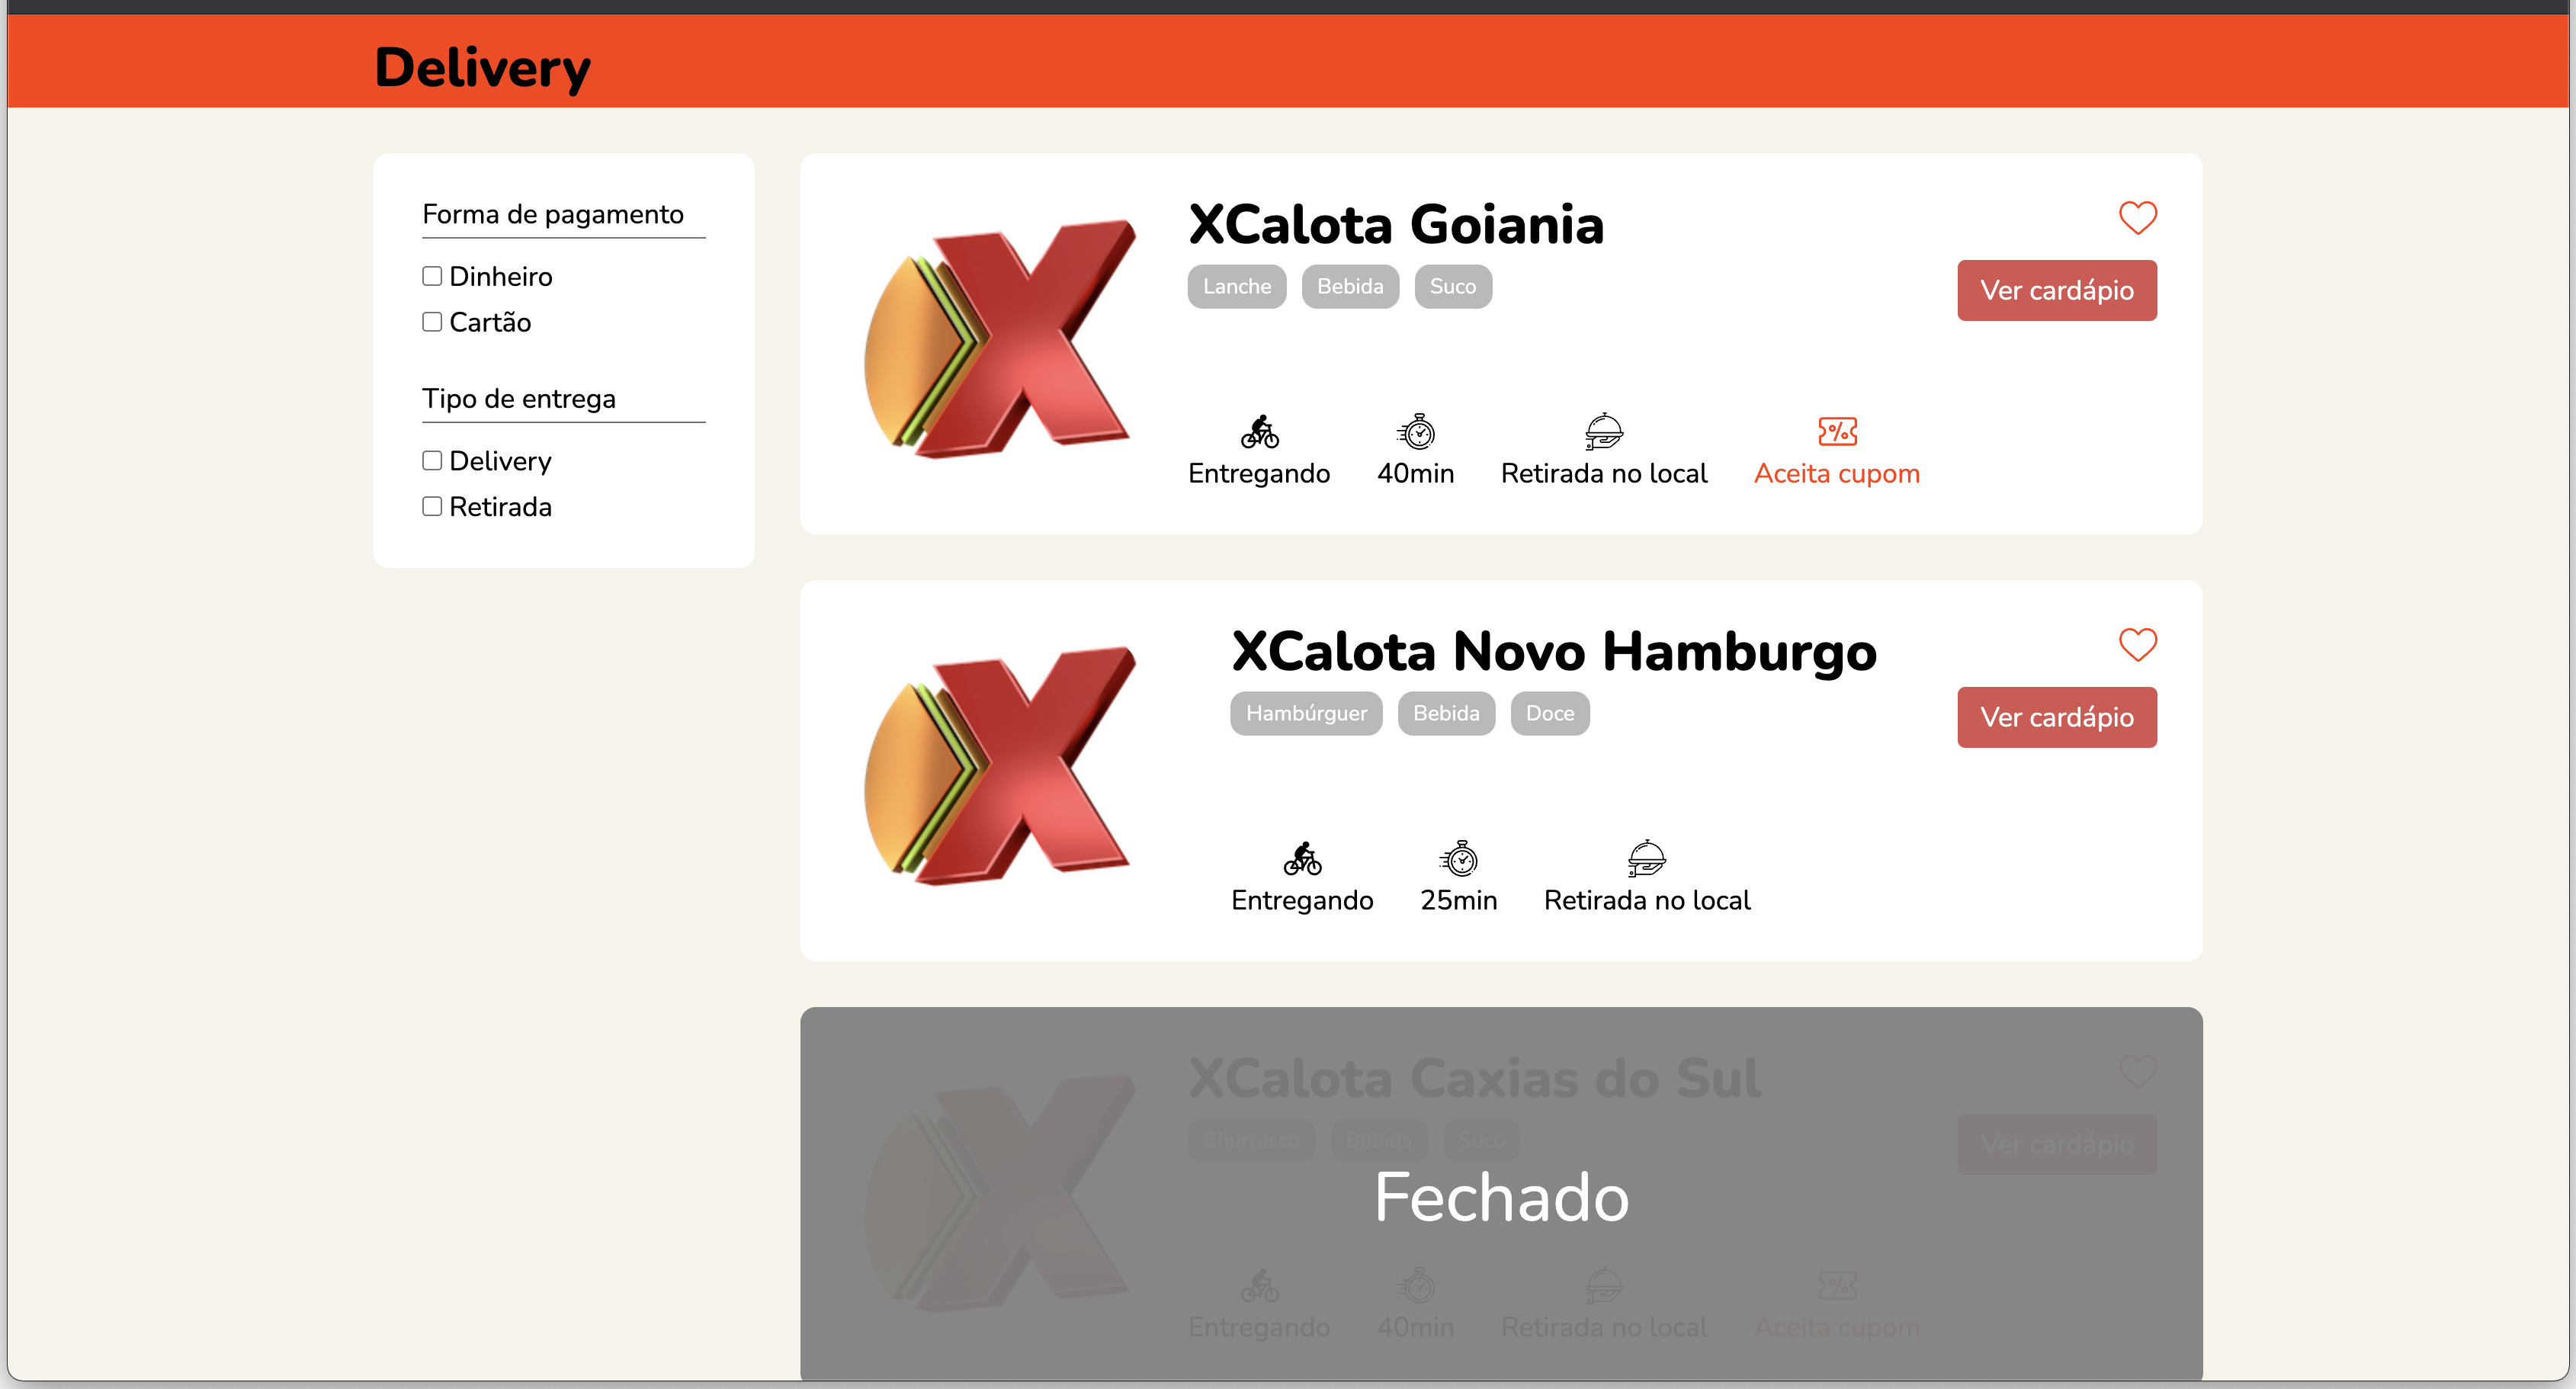 Delivery
Forma de pagamento
Dinheiro
Cartão
Tipo de entrega
Delivery
Retirada
XCalota Goiania
Lanche Bebida Suco
Ver cardápio
Entregando 40min Retirada no local Aceita cupom
XCalota Novo Hamburgo
Hambúrguer Bebida Doce
Ver cardápio
Entregando 25min Retirada no local
XCalota Caxias do Sul
Churrasco Bebida Suco
Ver cardápio
Fechado
Entregando 40min Retirada no local Aceita cupom